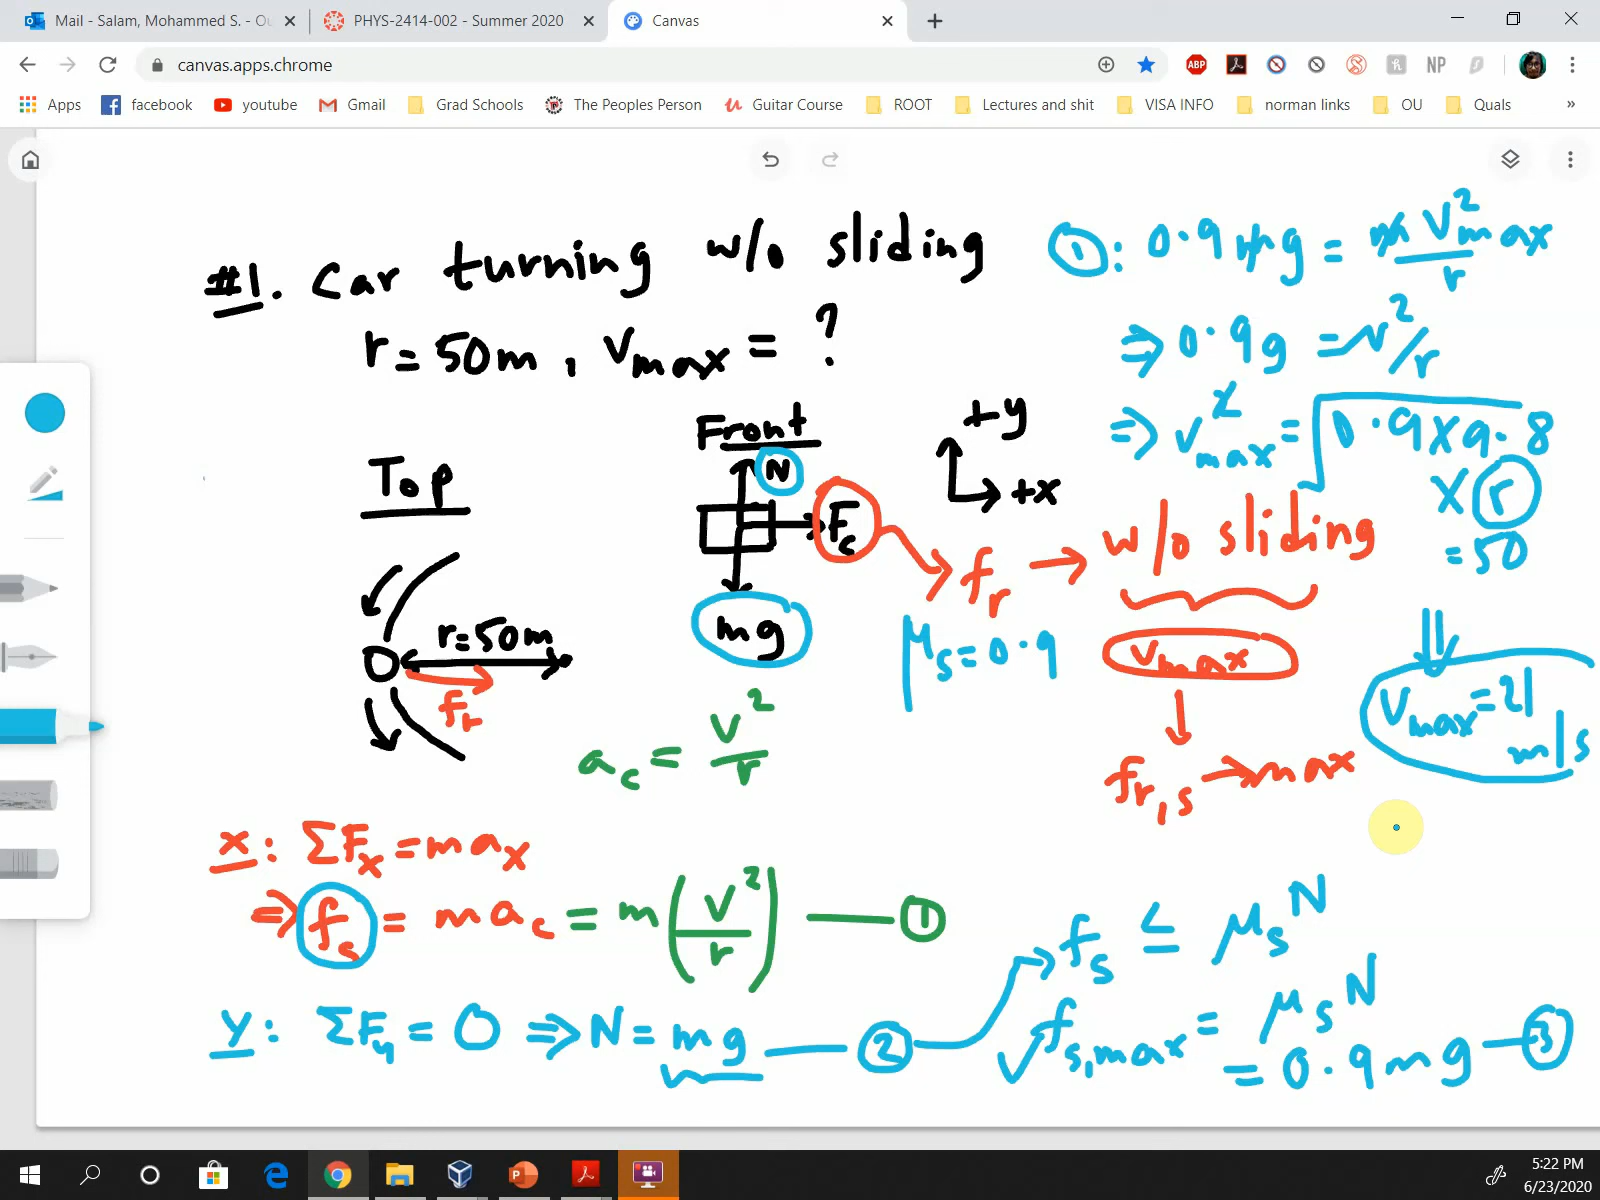 Mail - Salam, Mohammed S. - Ou
PHYS-2414-002 - Summer 2020
Canvas
canvas.apps.chrome
ABP
NP
Apps
facebook
youtube
Gmail
Grad Schools
The Peoples Person
Guitar Course
ROOT
Lectures and shit
VISA INFO
norman links
OU
Quals
»
#1. Car turning w/o sliding
r = 50m, Vmax = ?
Top
r=50m
fr
Front
N
Fc
mg
+y
+x
fr → w/o sliding
μs = 0.9
Vmax
fr,s → max
ac = v²/r
①: 0.9 mg = m V²max / r
⇒ 0.9g = v²/r
⇒ V²max = √0.9×9.8
× r
= 50
Vmax = 21 m/s
x: ΣFx = max
⇒ fs = mac = m(v²/r) — ①
y: ΣFy = 0 ⇒ N = mg — ②
fs ≤ μsN
✓ fs,max = μsN
= 0.9mg — ③
5:22 PM
6/23/2020